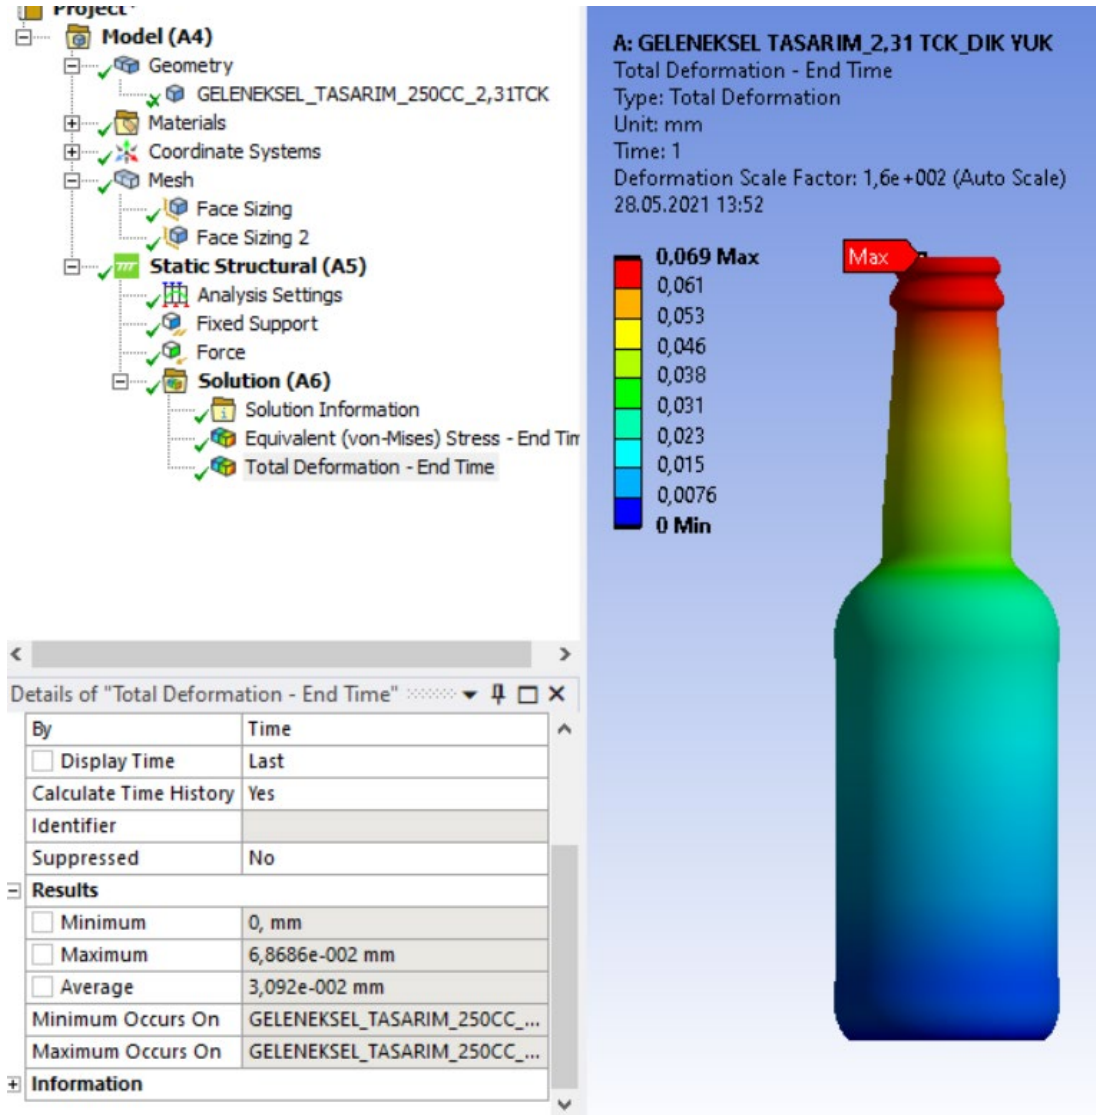 Project*
Model (A4)
Geometry
GELENEKSEL_TASARIM_250CC_2,31TCK
Materials
Coordinate Systems
Mesh
Face Sizing
Face Sizing 2
Static Structural (A5)
Analysis Settings
Fixed Support
Force
Solution (A6)
Solution Information
Equivalent (von-Mises) Stress - End Tim
Total Deformation - End Time
A: GELENEKSEL TASARIM_2,31 TCK_DIK YUK
Total Deformation - End Time
Type: Total Deformation
Unit: mm
Time: 1
Deformation Scale Factor: 1,6e+002 (Auto Scale)
28.05.2021 13:52
0,069 Max
0,061
0,053
0,046
0,038
0,031
0,023
0,015
0,0076
0 Min
Max
Details of "Total Deformation - End Time"
By Time
Display Time Last
Calculate Time History Yes
Identifier
Suppressed No
Results
Minimum 0, mm
Maximum 6,8686e-002 mm
Average 3,092e-002 mm
Minimum Occurs On GELENEKSEL_TASARIM_250CC_...
Maximum Occurs On GELENEKSEL_TASARIM_250CC_...
Information